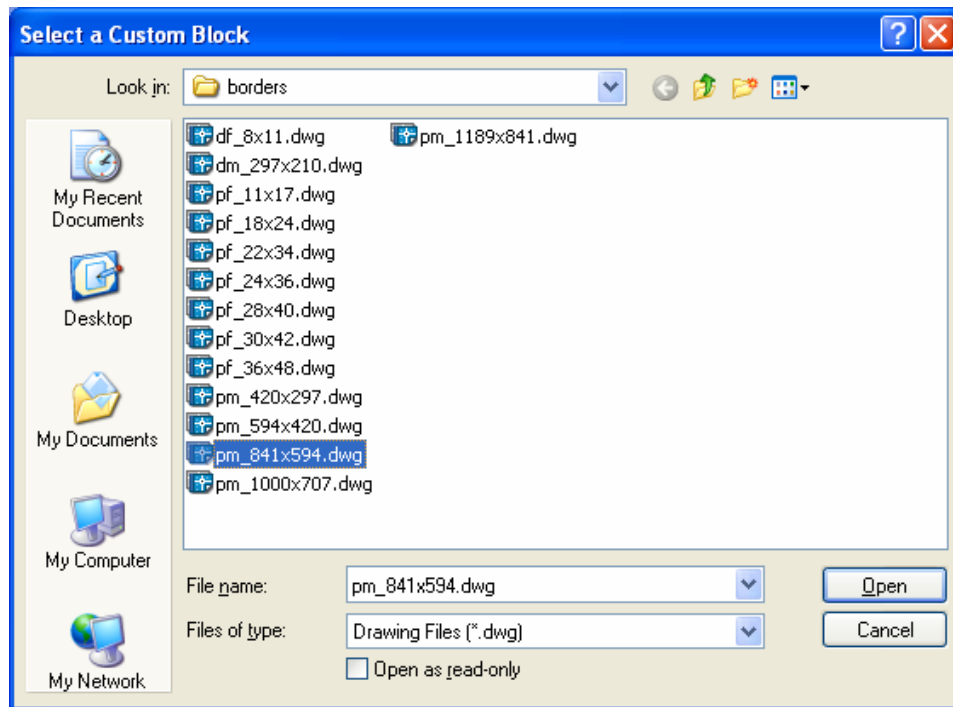 Select a Custom Block
Look in: borders
df_8x11.dwg
dm_297x210.dwg
pf_11x17.dwg
pf_18x24.dwg
pf_22x34.dwg
pf_24x36.dwg
pf_28x40.dwg
pf_30x42.dwg
pf_36x48.dwg
pm_420x297.dwg
pm_594x420.dwg
pm_841x594.dwg
pm_1000x707.dwg
pm_1189x841.dwg
My Recent
Documents
Desktop
My Documents
My Computer
My Network
File name: pm_841x594.dwg Open
Files of type: Drawing Files (*.dwg) Cancel
Open as read-only